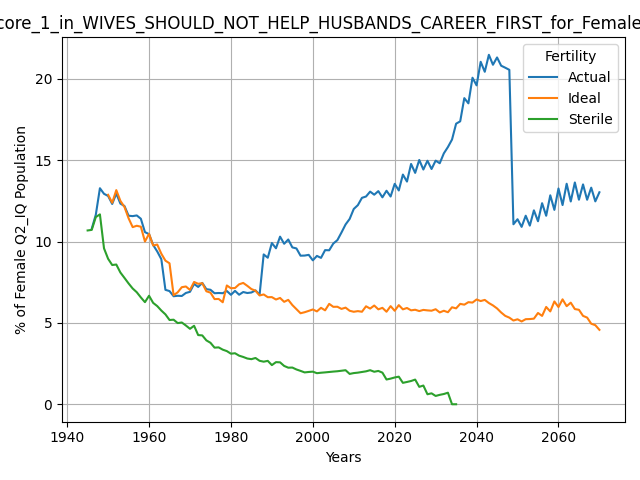 core_1_in_WIVES_SHOULD_NOT_HELP_HUSBANDS_CAREER_FIRST_for_Female
Fertility
Actual
Ideal
Sterile
% of Female Q2_IQ Population
20
15
10
5
0
1940 1960 1980 2000 2020 2040 2060
Years